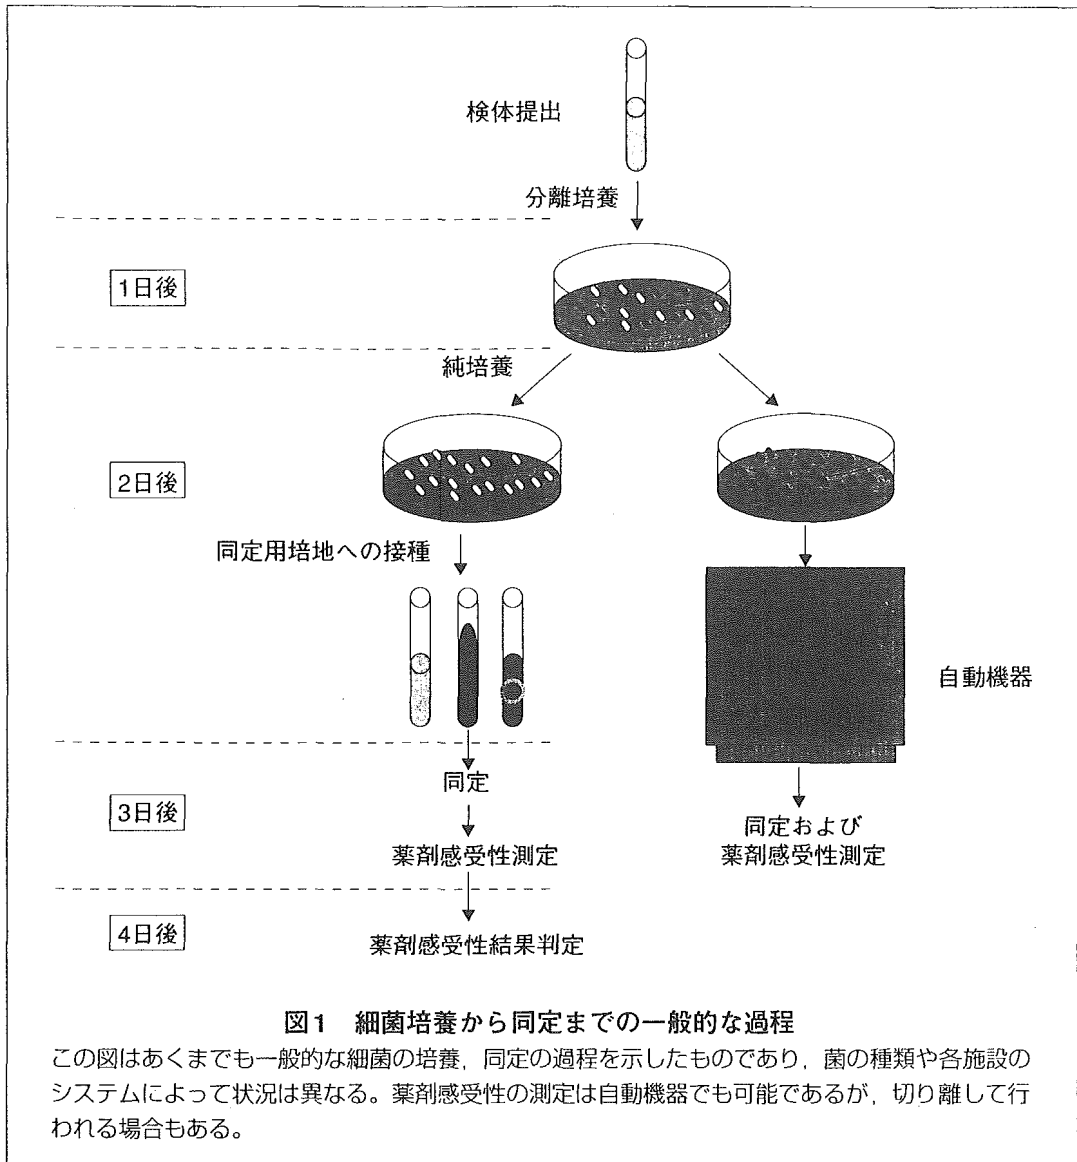 検体提出
分離培養
1日後
純培養
2日後
同定用培地への接種
自動機器
同定
3日後
薬剤感受性測定
同定および
薬剤感受性測定
4日後
薬剤感受性結果判定
図1 細菌培養から同定までの一般的な過程
この図はあくまでも一般的な細菌の培養，同定の過程を示したものであり，菌の種類や各施設の
システムによって状況は異なる。薬剤感受性の測定は自動機器でも可能であるが，切り離して行
われる場合もある。